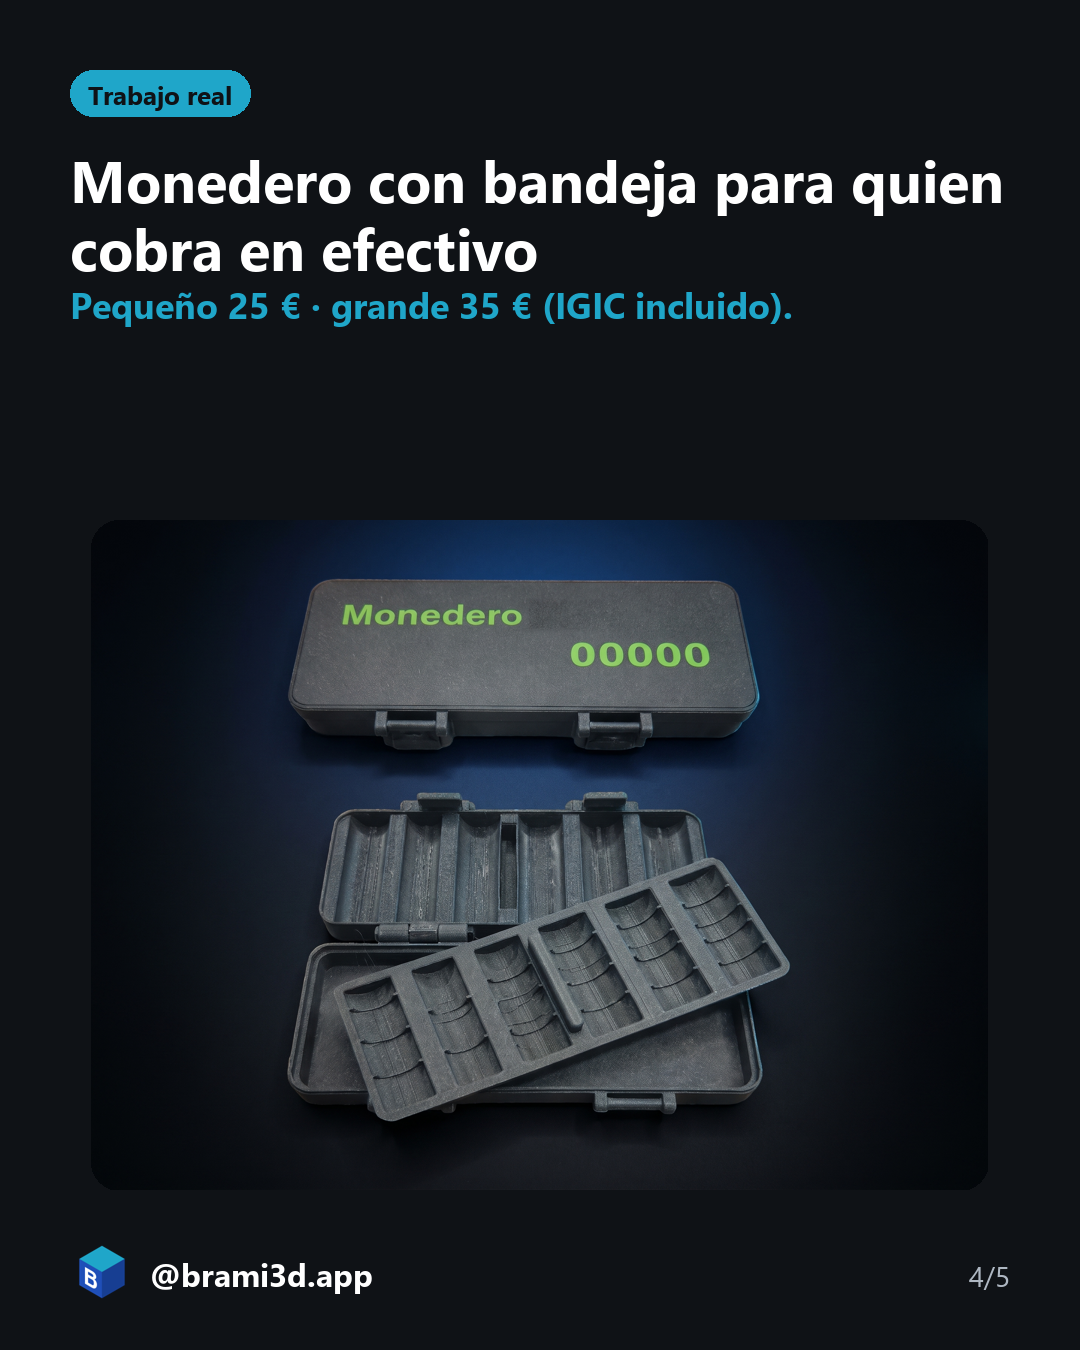 Trabajo real
Monedero con bandeja para quien
cobra en efectivo
Pequeño 25 € · grande 35 € (IGIC incluido).
Monedero
00000
B
@brami3d.app
4/5